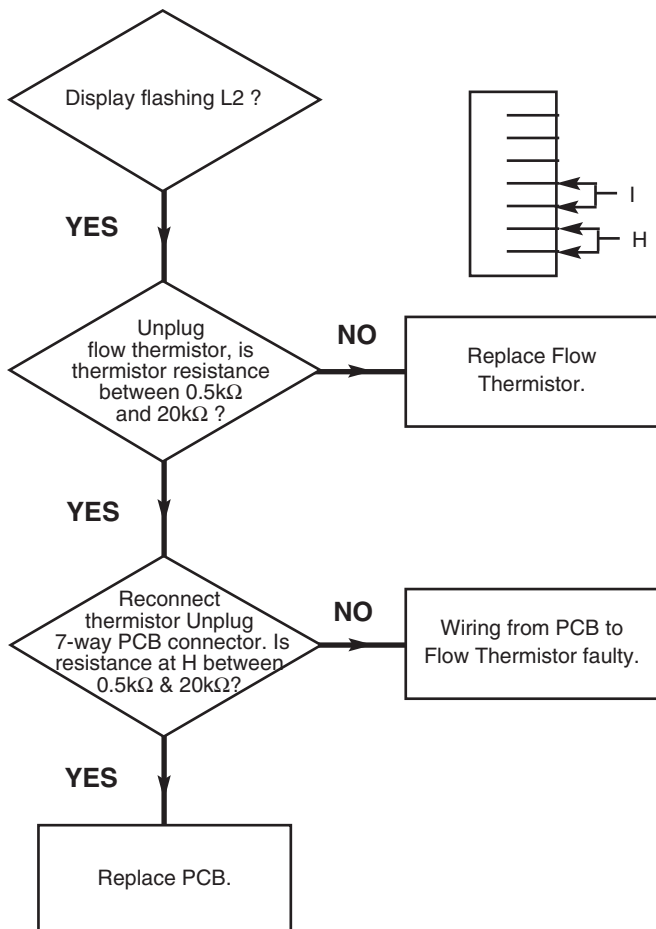 Display flashing L2 ?
YES
I
H
Unplug
flow thermistor, is
thermistor resistance
between 0.5kΩ
and 20kΩ ?
NO
Replace Flow
Thermistor.
YES
Reconnect
thermistor Unplug
7-way PCB connector. Is
resistance at H between
0.5kΩ & 20kΩ?
NO
Wiring from PCB to
Flow Thermistor faulty.
YES
Replace PCB.